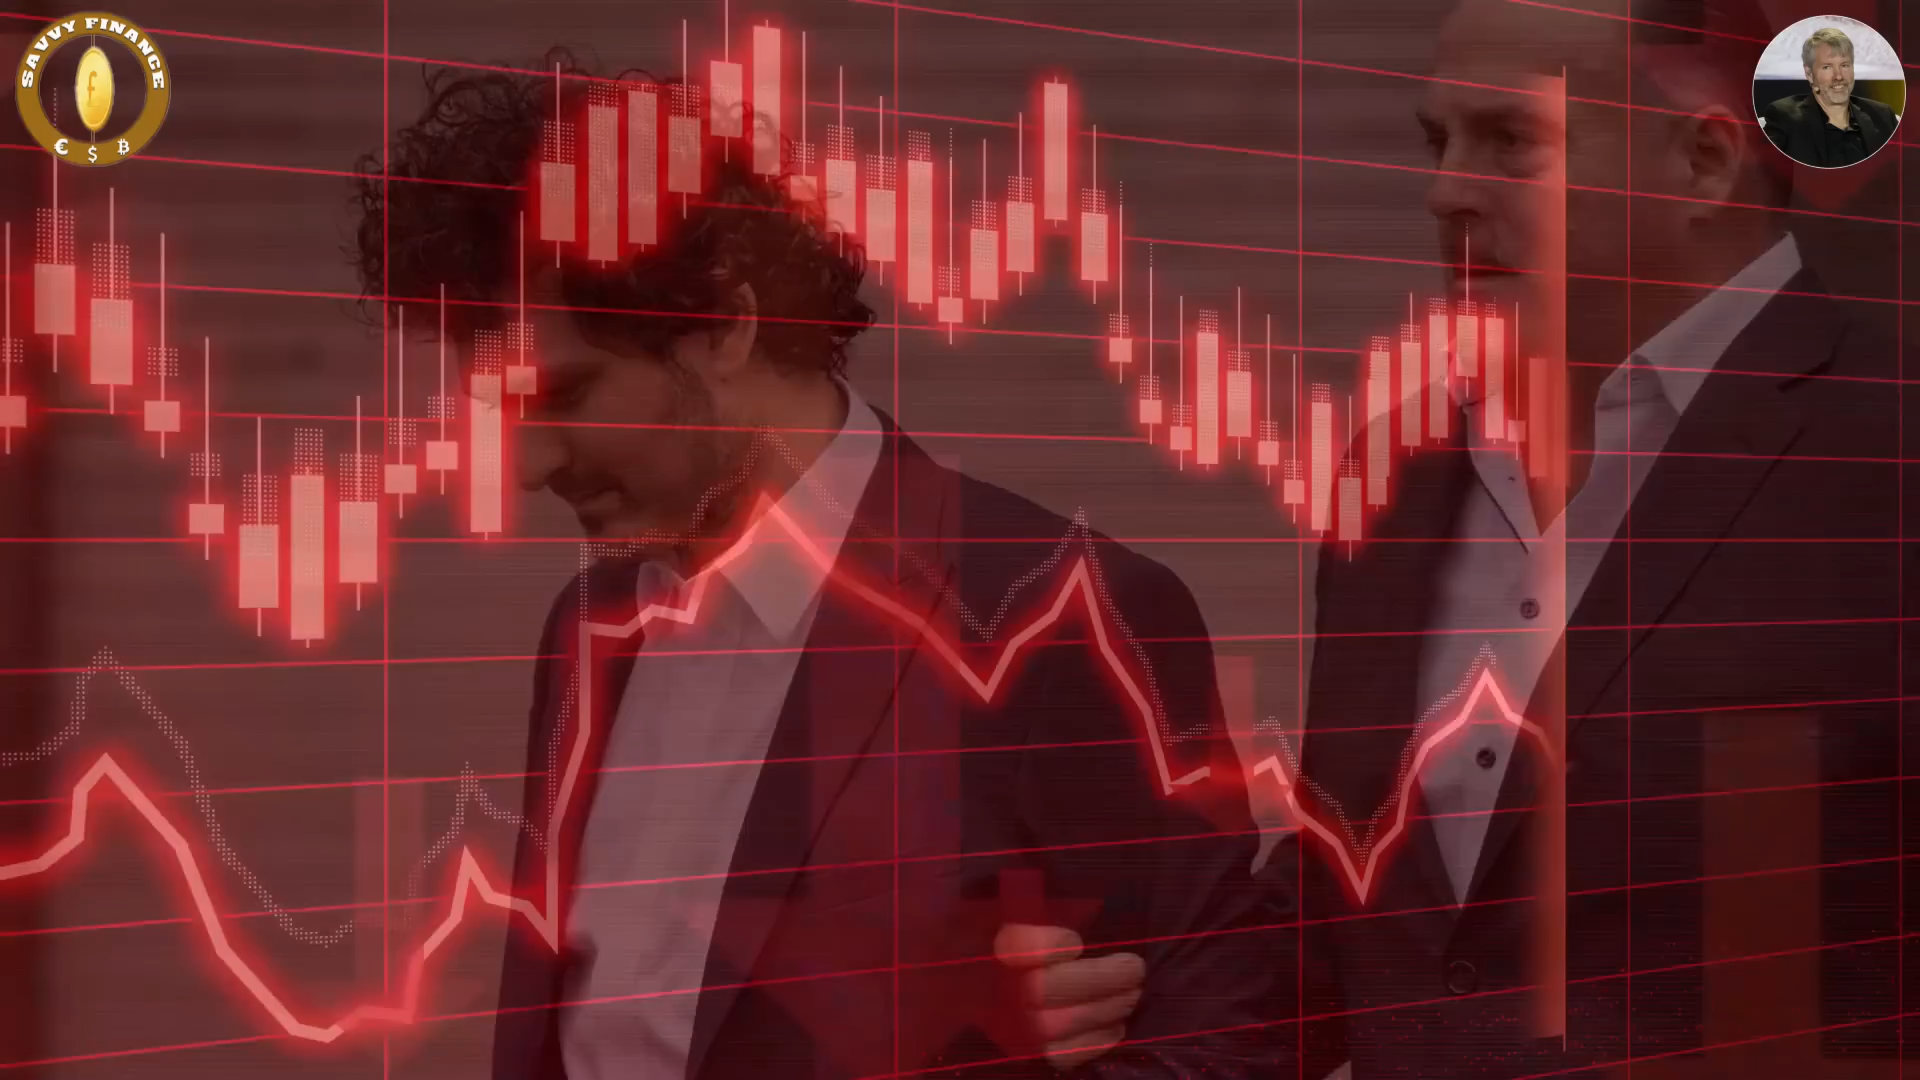 SAVVY FINANCE
£
€ $ ₿